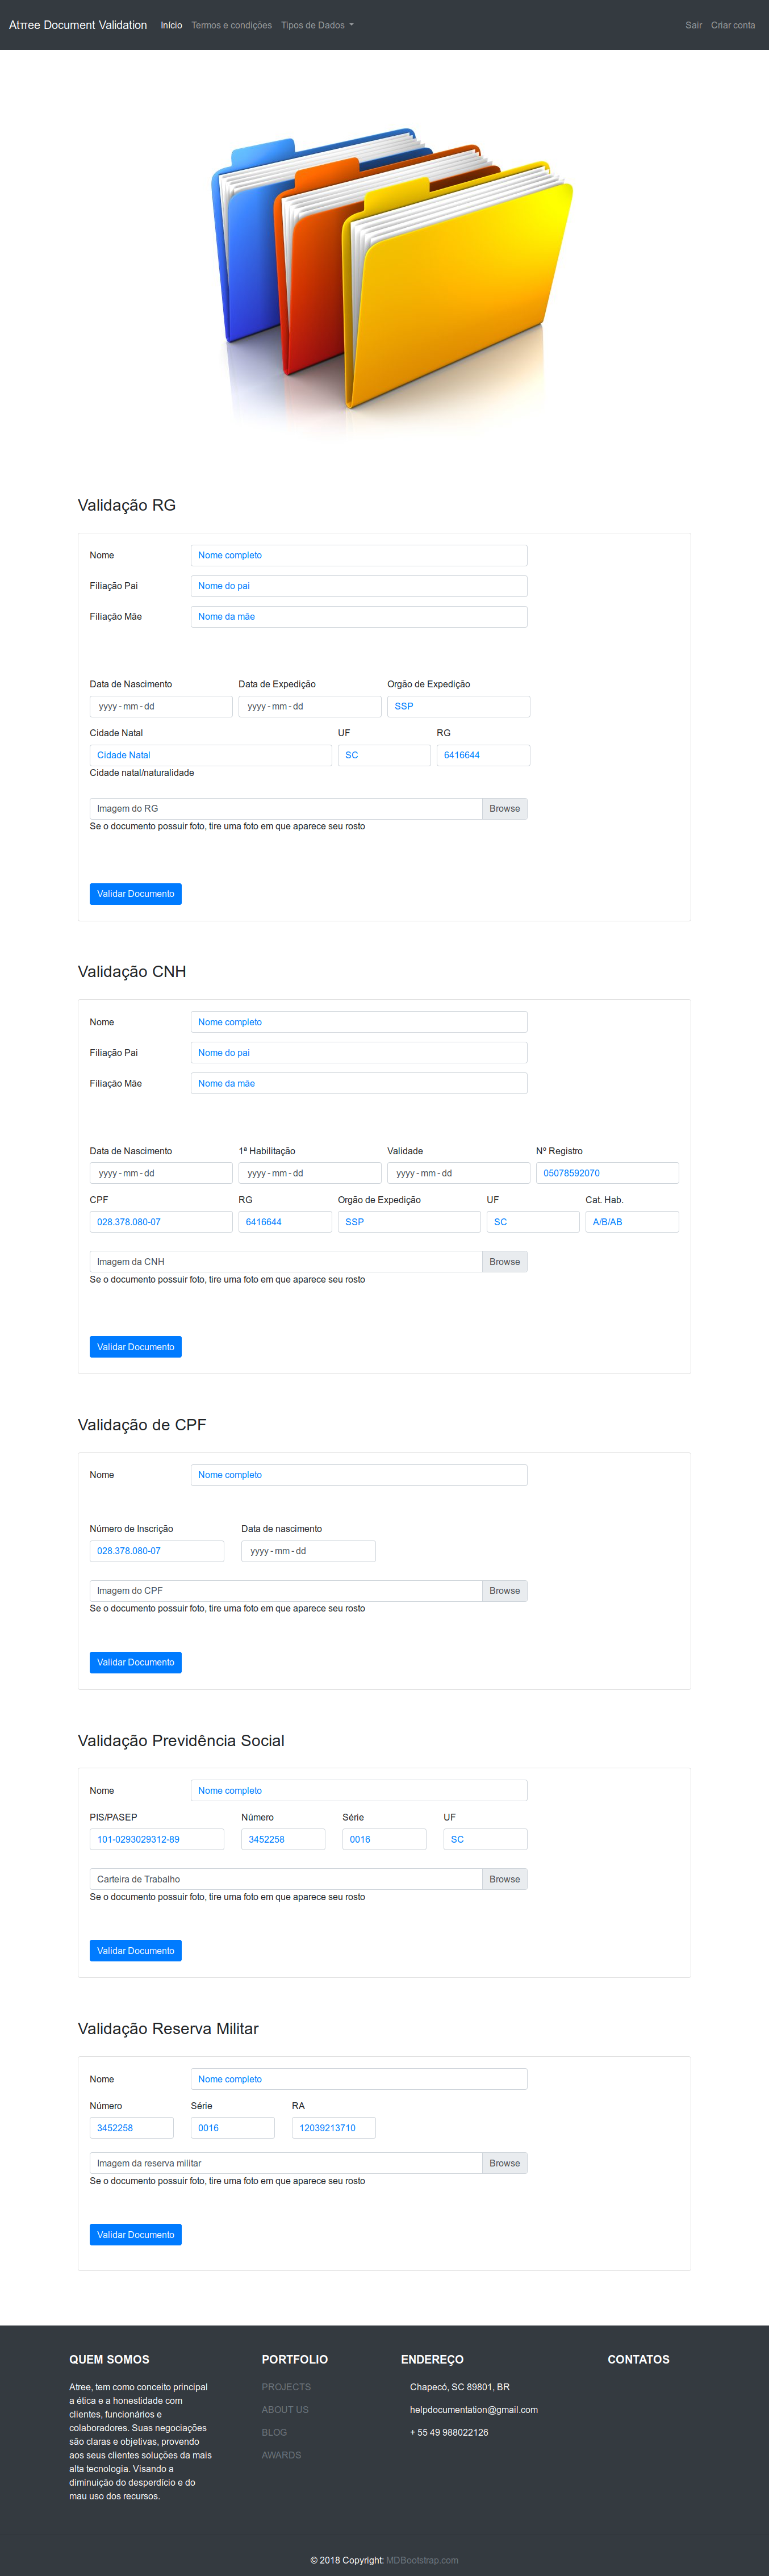 Atπree Document Validation Início Termos e condições Tipos de Dados Sair Criar conta
Validação RG
Nome Nome completo
Filiação Pai Nome do pai
Filiação Mãe Nome da mãe
Data de Nascimento Data de Expedição Orgão de Expedição
yyyy-mm-dd yyyy-mm-dd SSP
Cidade Natal UF RG
Cidade Natal SC 6416644
Cidade natal/naturalidade
Imagem do RG Browse
Se o documento possuir foto, tire uma foto em que aparece seu rosto
Validar Documento
Validação CNH
Nome Nome completo
Filiação Pai Nome do pai
Filiação Mãe Nome da mãe
Data de Nascimento 1ª Habilitação Validade Nº Registro
yyyy-mm-dd yyyy-mm-dd yyyy-mm-dd 05078592070
CPF RG Orgão de Expedição UF Cat. Hab.
028.378.080-07 6416644 SSP SC A/B/AB
Imagem da CNH Browse
Se o documento possuir foto, tire uma foto em que aparece seu rosto
Validar Documento
Validação de CPF
Nome Nome completo
Número de Inscrição Data de nascimento
028.378.080-07 yyyy-mm-dd
Imagem do CPF Browse
Se o documento possuir foto, tire uma foto em que aparece seu rosto
Validar Documento
Validação Previdência Social
Nome Nome completo
PIS/PASEP Número Série UF
101-0293029312-89 3452258 0016 SC
Carteira de Trabalho Browse
Se o documento possuir foto, tire uma foto em que aparece seu rosto
Validar Documento
Validação Reserva Militar
Nome Nome completo
Número Série RA
3452258 0016 12039213710
Imagem da reserva militar Browse
Se o documento possuir foto, tire uma foto em que aparece seu rosto
Validar Documento
QUEM SOMOS
Atree, tem como conceito principal
a ética e a honestidade com
clientes, funcionários e
colaboradores. Suas negociações
são claras e objetivas, provendo
aos seus clientes soluções da mais
alta tecnologia. Visando a
diminuição do desperdício e do
mau uso dos recursos.
PORTFOLIO
PROJECTS
ABOUT US
BLOG
AWARDS
ENDEREÇO
Chapecó, SC 89801, BR
helpdocumentation@gmail.com
+ 55 49 988022126
CONTATOS
© 2018 Copyright: MDBootstrap.com